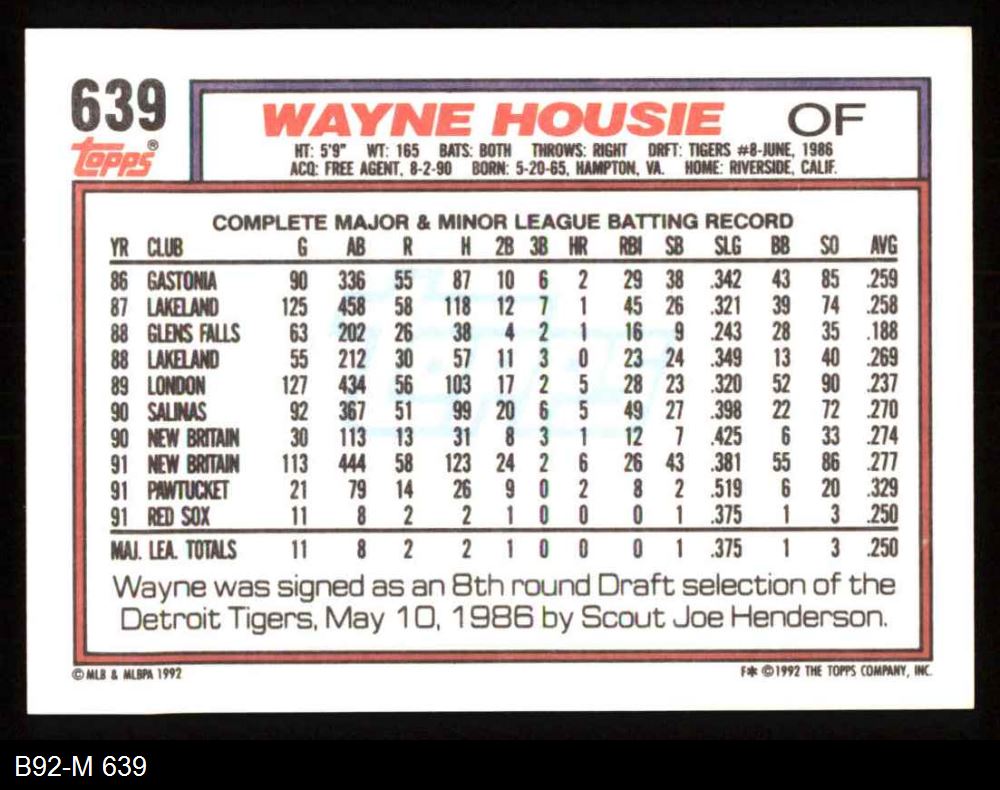 639
WAYNE HOUSIE OF
topps®
HT: 5'9" WT: 165 BATS: BOTH THROWS: RIGHT DRFT: TIGERS #8-JUNE, 1986
ACQ: FREE AGENT, 8-2-90 BORN: 5-20-65, HAMPTON, VA. HOME: RIVERSIDE, CALIF.
COMPLETE MAJOR & MINOR LEAGUE BATTING RECORD
YR CLUB G AB R H 2B 3B HR RBI SB SLG BB SO AVG
86 GASTONIA 90 336 55 87 10 6 2 29 38 .342 43 85 .259
87 LAKELAND 125 458 58 118 12 7 1 45 26 .321 39 74 .258
88 GLENS FALLS 63 202 26 38 4 2 1 16 9 .243 28 35 .188
88 LAKELAND 55 212 30 57 11 3 0 23 24 .349 13 40 .269
89 LONDON 127 434 56 103 17 2 5 28 23 .320 52 90 .237
90 SALINAS 92 367 51 99 20 6 5 49 27 .398 22 72 .270
90 NEW BRITAIN 30 113 13 31 8 3 1 12 7 .425 6 33 .274
91 NEW BRITAIN 113 444 58 123 24 2 6 26 43 .381 55 86 .277
91 PAWTUCKET 21 79 14 26 9 0 2 8 2 .519 6 20 .329
91 RED SOX 11 8 2 2 1 0 0 0 1 .375 1 3 .250
MAJ. LEA. TOTALS 11 8 2 2 1 0 0 0 1 .375 1 3 .250
Wayne was signed as an 8th round Draft selection of the
Detroit Tigers, May 10, 1986 by Scout Joe Henderson.
© MLB & MLBPA 1992 F* ©1992 THE TOPPS COMPANY, INC.
B92-M 639